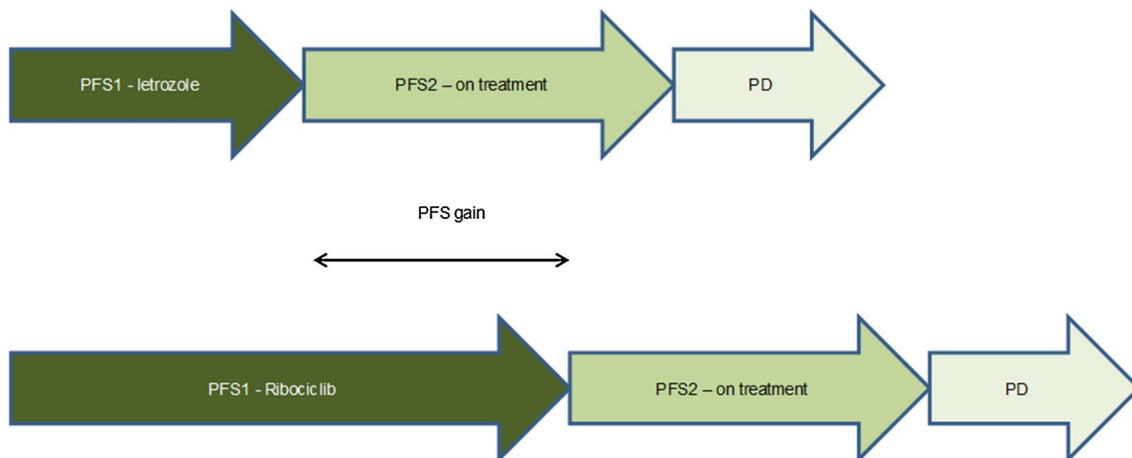 PFS1 - letrozole
PFS2 – on treatment
PD
PFS gain
PFS1 - Ribociclib
PFS2 – on treatment
PD